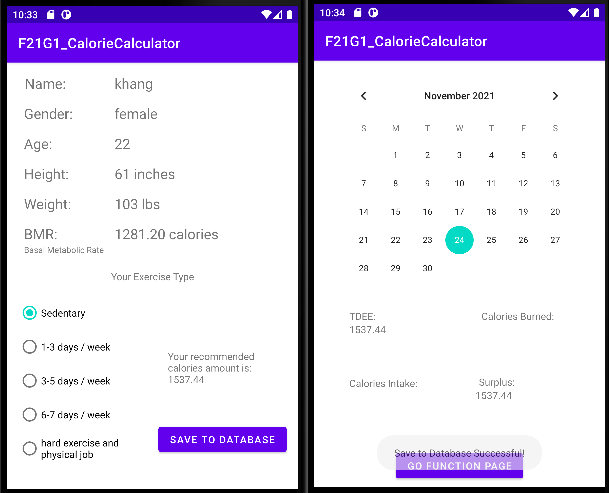 10:33
F21G1_CalorieCalculator
Name: khang
Gender: female
Age: 22
Height: 61 inches
Weight: 103 lbs
BMR: 1281.20 calories
Basal Metabolic Rate
Your Exercise Type
Sedentary
1-3 days / week
3-5 days / week
6-7 days / week
hard exercise and
physical job
Your recommended
calories amount is:
1537.44
SAVE TO DATABASE
10:34
F21G1_CalorieCalculator
November 2021
S M T W T F S
1 2 3 4 5 6
7 8 9 10 11 12 13
14 15 16 17 18 19 20
21 22 23 24 25 26 27
28 29 30
TDEE:
1537.44
Calories Burned:
Calories Intake:
Surplus:
1537.44
Save to Database Successful!
GO FUNCTION PAGE